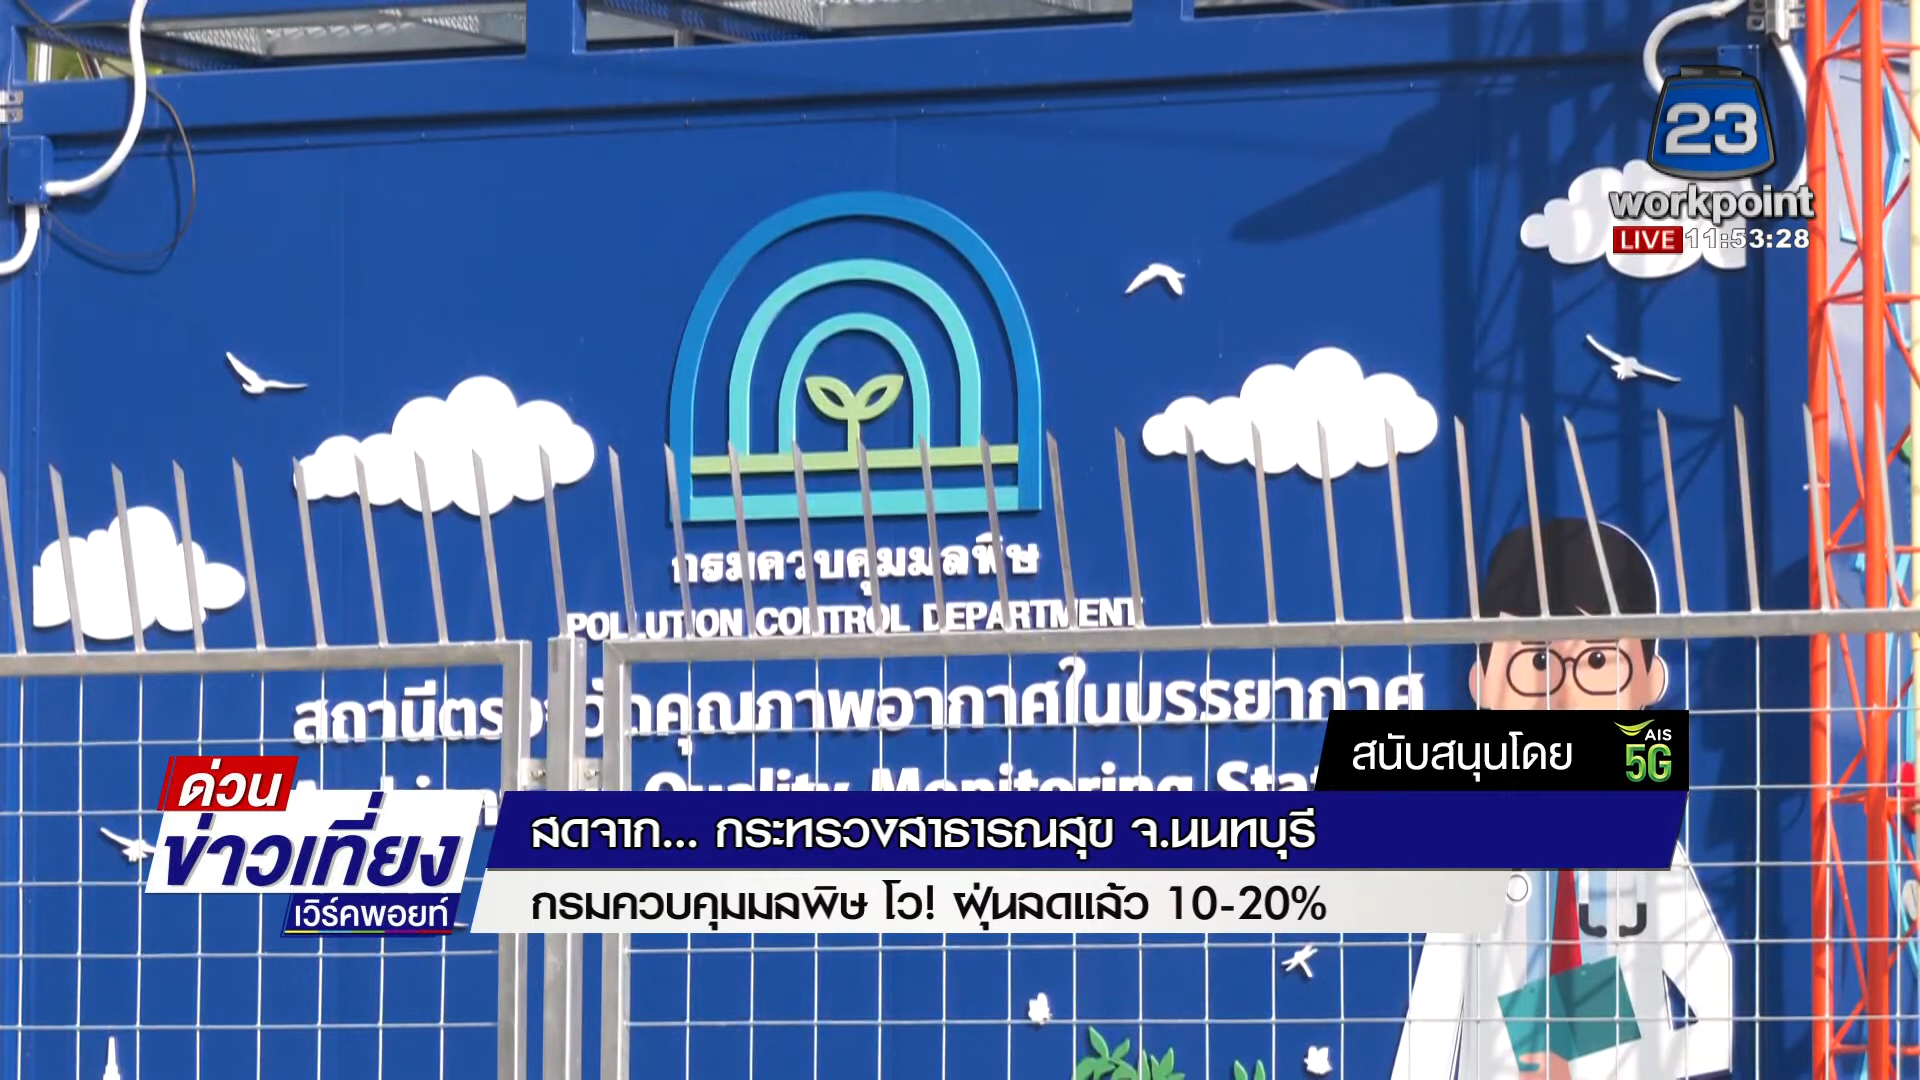 23
workpoint
LIVE 11:53:28
กรมควบคุมมลพิษ
POLLUTION CONTROL DEPARTMENT
สถานีตรวจวัดคุณภาพอากาศในบรรยากาศ
Quality Monitoring
สนับสนุนโดย AIS 5G
ด่วน
ข่าวเที่ยง
เวิร์คพอยท์
สดจาก... กระทรวงสาธารณสุข จ.นนทบุรี
กรมควบคุมมลพิษ โว! ฝุ่นลดแล้ว 10-20%